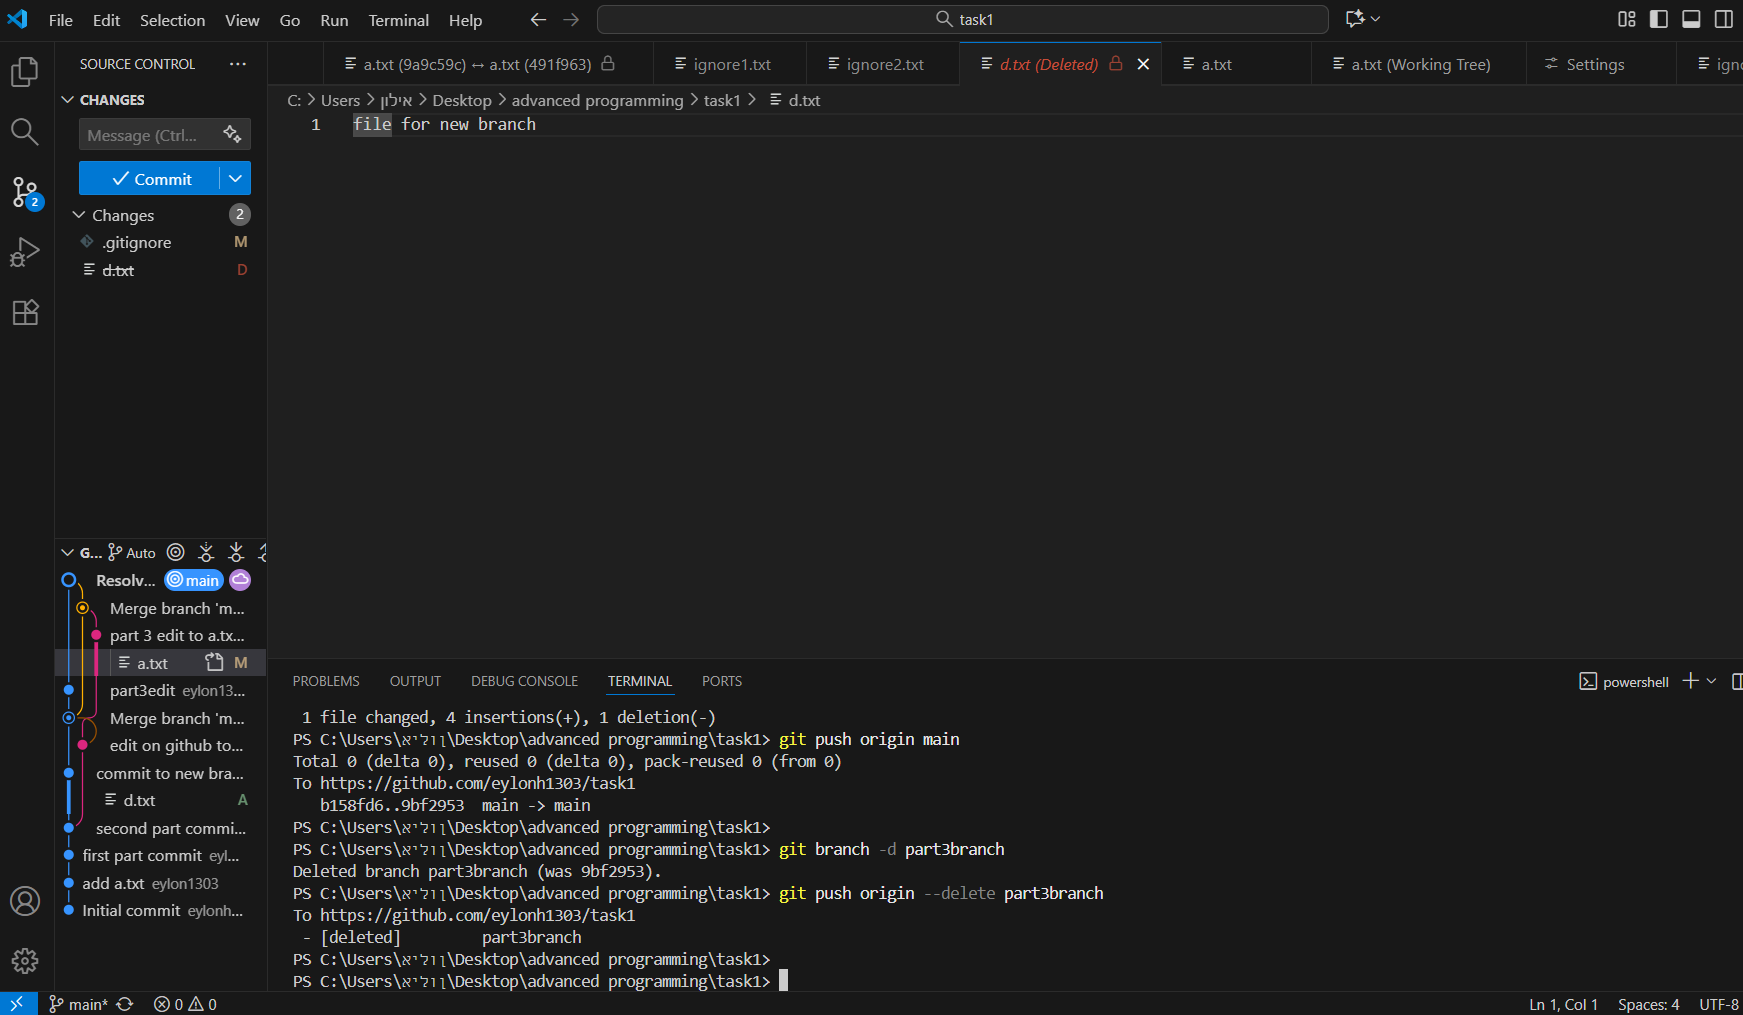 File Edit Selection View Go Run Terminal Help
task1
SOURCE CONTROL
CHANGES
Message (Ctrl...
Commit
Changes 2
.gitignore M
d.txt D
2
G... Auto
Resolv... main
Merge branch 'm...
part 3 edit to a.tx...
a.txt M
part3edit eylon13...
Merge branch 'm...
edit on github to...
commit to new bra...
d.txt A
second part commi...
first part commit eyl...
add a.txt eylon1303
Initial commit eylonh...
a.txt (9a9c59c) ↔ a.txt (491f963) ignore1.txt ignore2.txt d.txt (Deleted) a.txt a.txt (Working Tree) Settings igno
C: > Users > אילון > Desktop > advanced programming > task1 > d.txt
1 file for new branch
PROBLEMS OUTPUT DEBUG CONSOLE TERMINAL PORTS
powershell
1 file changed, 4 insertions(+), 1 deletion(-)
PS C:\Users\ןוליא\Desktop\advanced programming\task1> git push origin main
Total 0 (delta 0), reused 0 (delta 0), pack-reused 0 (from 0)
To https://github.com/eylonh1303/task1
b158fd6..9bf2953 main -> main
PS C:\Users\ןוליא\Desktop\advanced programming\task1>
PS C:\Users\ןוליא\Desktop\advanced programming\task1> git branch -d part3branch
Deleted branch part3branch (was 9bf2953).
PS C:\Users\ןוליא\Desktop\advanced programming\task1> git push origin --delete part3branch
To https://github.com/eylonh1303/task1
- [deleted] part3branch
PS C:\Users\ןוליא\Desktop\advanced programming\task1>
PS C:\Users\ןוליא\Desktop\advanced programming\task1>
main* 0 0 Ln 1, Col 1 Spaces: 4 UTF-8